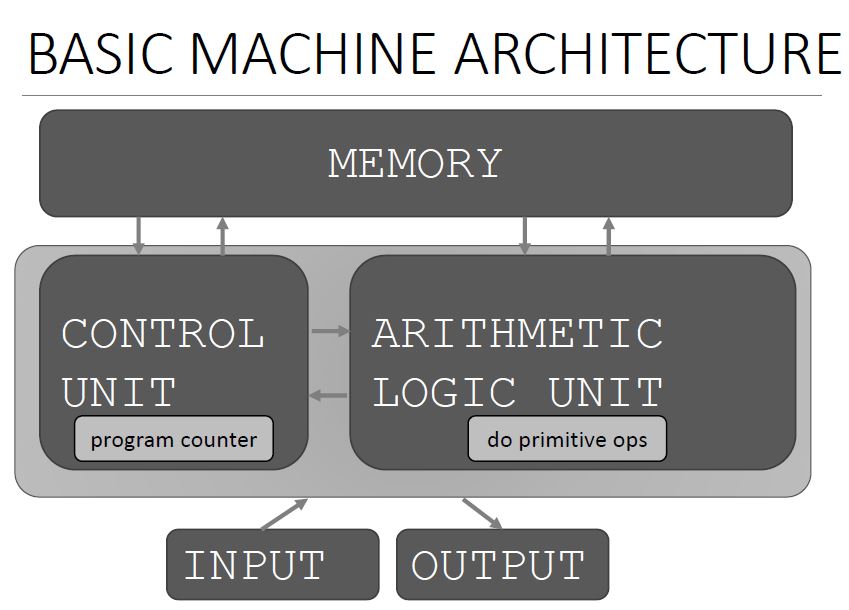 BASIC MACHINE ARCHITECTURE
MEMORY
CONTROL
UNIT
program counter
ARITHMETIC
LOGIC UNIT
do primitive ops
INPUT
OUTPUT